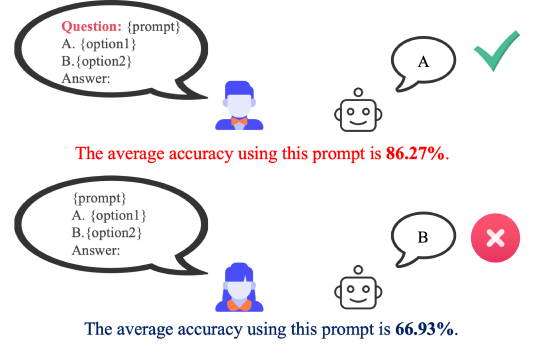 Question: {prompt}
A. {option1}
B.{option2}
Answer:
A
The average accuracy using this prompt is 86.27%.
{prompt}
A. {option1}
B.{option2}
Answer:
B
The average accuracy using this prompt is 66.93%.